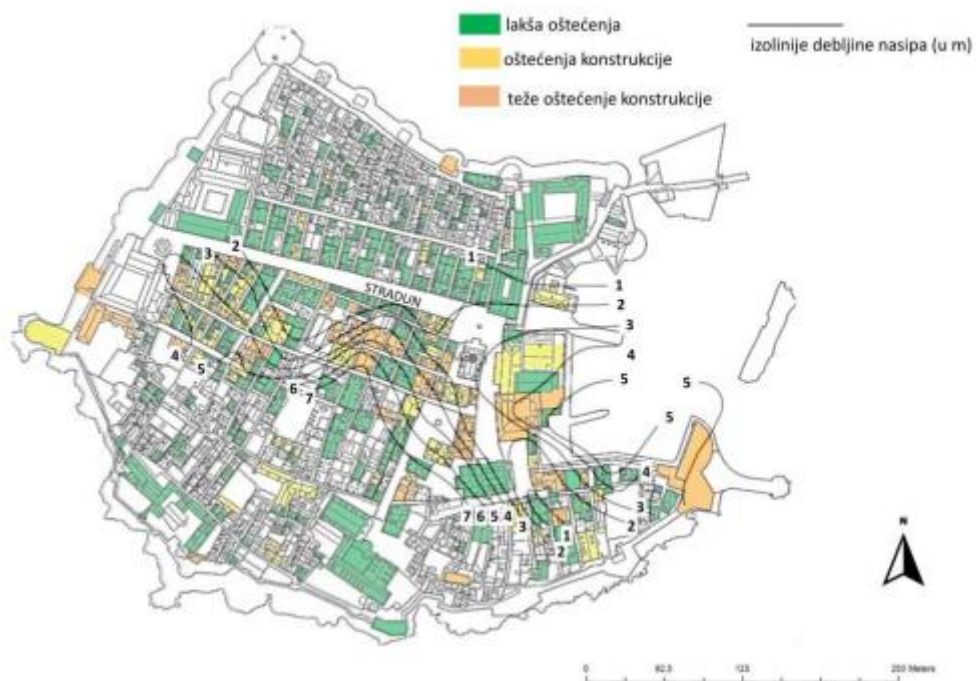 lakša oštećenja
oštećenja konstrukcije
teže oštećenje konstrukcije
izolinije debljine nasipa (u m)
3 2
1
STRADUN
1
2
3
4
5
5
4 5
6
7
5
4
7 6 5 4
3
3
2
1
2
N
0 62.5 125 250 Meters